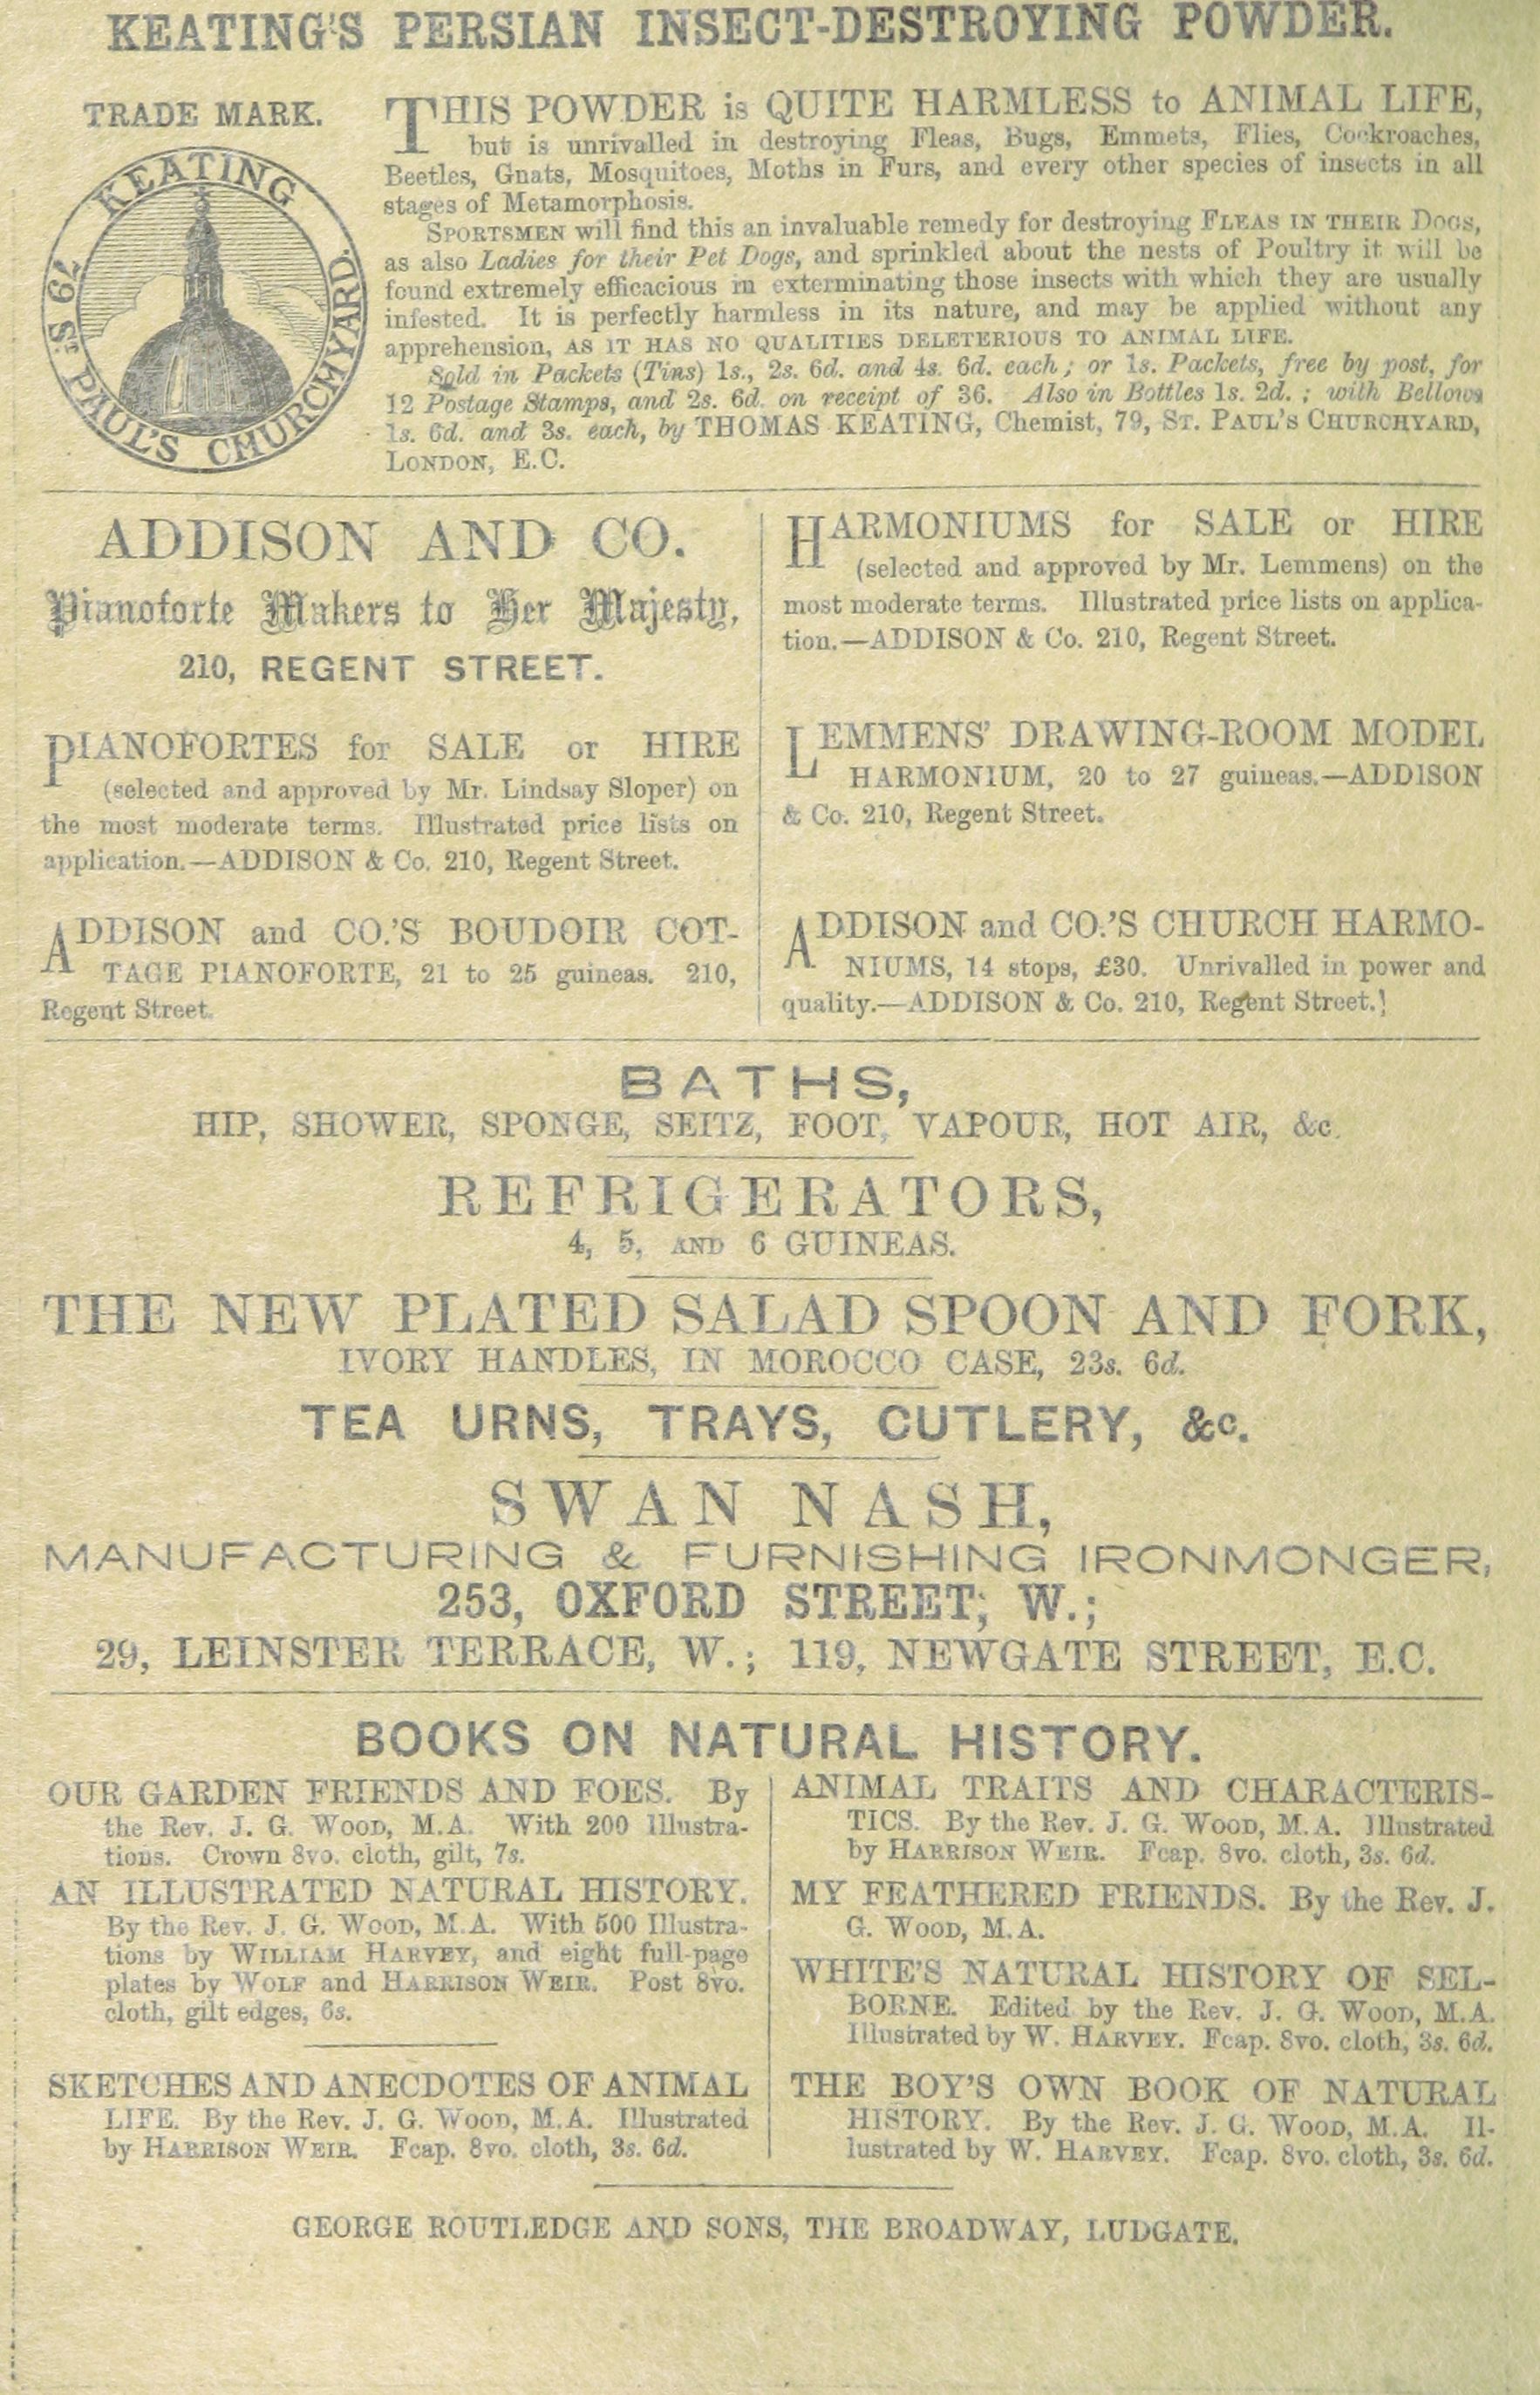 KEATING'S PERSIAN INSECT-DESTROYING POWDER.
TRADE MARK.
KEATING
79 St. PAUL'S CHURCHYARD.
THIS POWDER is QUITE HARMLESS to ANIMAL LIFE,
but is unrivalled in destroying Fleas, Bugs, Emmets, Flies, Cockroaches,
Beetles, Gnats, Mosquitoes, Moths in Furs, and every other species of insects in all
stages of Metamorphosis.
SPORTSMEN will find this an invaluable remedy for destroying FLEAS IN THEIR DOGS,
as also Ladies for their Pet Dogs, and sprinkled about the nests of Poultry it will be
found extremely efficacious in exterminating those insects with which they are usually
infested. It is perfectly harmless in its nature, and may be applied without any
apprehension, AS IT HAS NO QUALITIES DELETERIOUS TO ANIMAL LIFE.
Sold in Packets (Tins) 1s., 2s. 6d. and 4s. 6d. each; or 1s. Packets, free by post, for
12 Postage Stamps, and 2s. 6d. on receipt of 36. Also in Bottles 1s. 2d.; with Bellows
1s. 6d. and 3s. each, by THOMAS KEATING, Chemist, 79, ST. PAUL'S CHURCHYARD,
LONDON, E.C.
ADDISON AND CO.
Pianoforte Makers to Her Majesty,
210, REGENT STREET.
PIANOFORTES for SALE or HIRE
(selected and approved by Mr. Lindsay Sloper) on
the most moderate terms. Illustrated price lists on
application.—ADDISON & Co. 210, Regent Street.
ADDISON and CO.'S BOUDOIR COT-
TAGE PIANOFORTE, 21 to 25 guineas. 210,
Regent Street.
HARMONIUMS for SALE or HIRE
(selected and approved by Mr. Lemmens) on the
most moderate terms. Illustrated price lists on applica-
tion.—ADDISON & Co. 210, Regent Street.
LEMMENS' DRAWING-ROOM MODEL
HARMONIUM, 20 to 27 guineas.—ADDISON
& Co. 210, Regent Street.
ADDISON and CO.'S CHURCH HARMO-
NIUMS, 14 stops, £30. Unrivalled in power and
quality.—ADDISON & Co. 210, Regent Street.
BATHS,
HIP, SHOWER, SPONGE, SEITZ, FOOT, VAPOUR, HOT AIR, &c.
REFRIGERATORS,
4, 5, AND 6 GUINEAS.
THE NEW PLATED SALAD SPOON AND FORK,
IVORY HANDLES, IN MOROCCO CASE, 23s. 6d.
TEA URNS, TRAYS, CUTLERY, &c.
SWAN NASH,
MANUFACTURING & FURNISHING IRONMONGER,
253, OXFORD STREET, W.;
29, LEINSTER TERRACE, W.; 119, NEWGATE STREET, E.C.
BOOKS ON NATURAL HISTORY.
OUR GARDEN FRIENDS AND FOES. By
the Rev. J. G. WOOD, M.A. With 200 Illustra-
tions. Crown 8vo. cloth, gilt, 7s.
AN ILLUSTRATED NATURAL HISTORY.
By the Rev. J. G. WOOD, M.A. With 500 Illustra-
tions by WILLIAM HARVEY, and eight full-page
plates by WOLF and HARRISON WEIR. Post 8vo.
cloth, gilt edges, 6s.
SKETCHES AND ANECDOTES OF ANIMAL
LIFE. By the Rev. J. G. WOOD, M.A. Illustrated
by HARRISON WEIR. Fcap. 8vo. cloth, 3s. 6d.
ANIMAL TRAITS AND CHARACTERIS-
TICS. By the Rev. J. G. WOOD, M.A. Illustrated
by HARRISON WEIR. Fcap. 8vo. cloth, 3s. 6d.
MY FEATHERED FRIENDS. By the Rev. J.
G. WOOD, M.A.
WHITE'S NATURAL HISTORY OF SEL-
BORNE. Edited by the Rev. J. G. WOOD, M.A.
Illustrated by W. HARVEY. Fcap. 8vo. cloth, 3s. 6d.
THE BOY'S OWN BOOK OF NATURAL
HISTORY. By the Rev. J. G. WOOD, M.A. Il-
lustrated by W. HARVEY. Fcap. 8vo. cloth, 3s. 6d.
GEORGE ROUTLEDGE AND SONS, THE BROADWAY, LUDGATE.